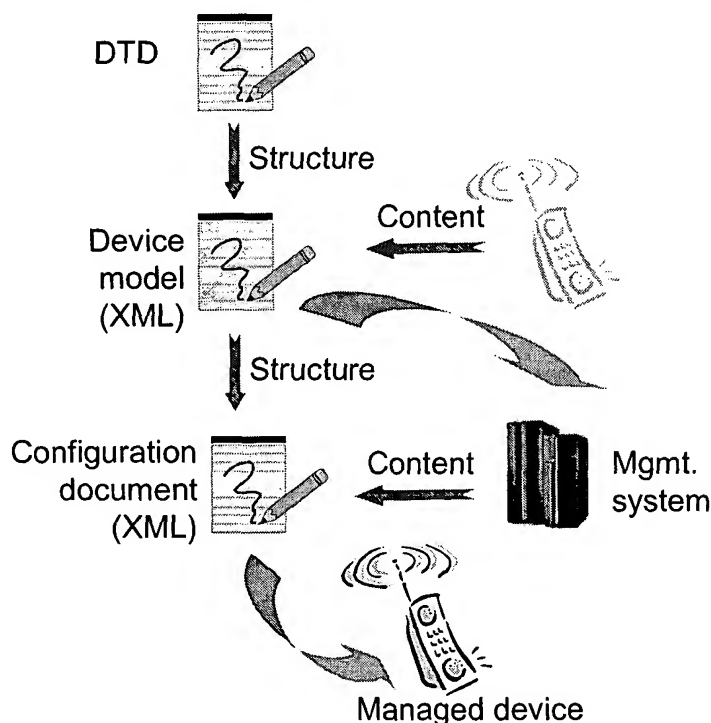 DTD
Structure
Content
Device
model
(XML)
Structure
Configuration
document
(XML)
Content
Mgmt.
system
Managed device